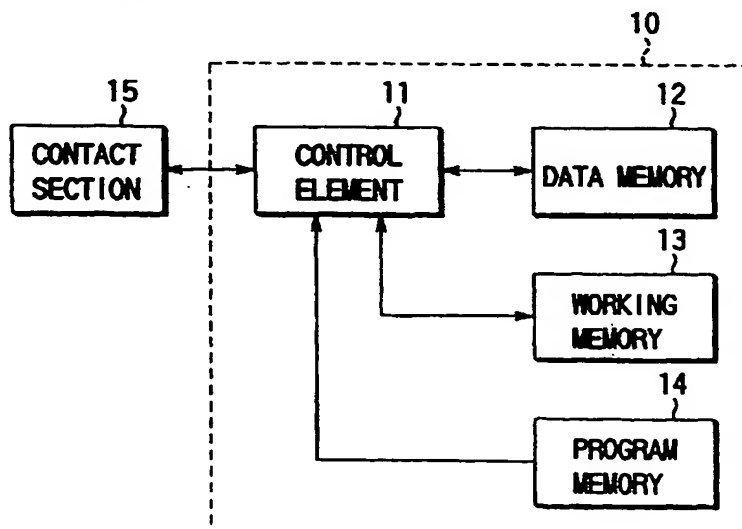 10
15
CONTACT
SECTION
11
CONTROL
ELEMENT
12
DATA MEMORY
13
WORKING
MEMORY
14
PROGRAM
MEMORY